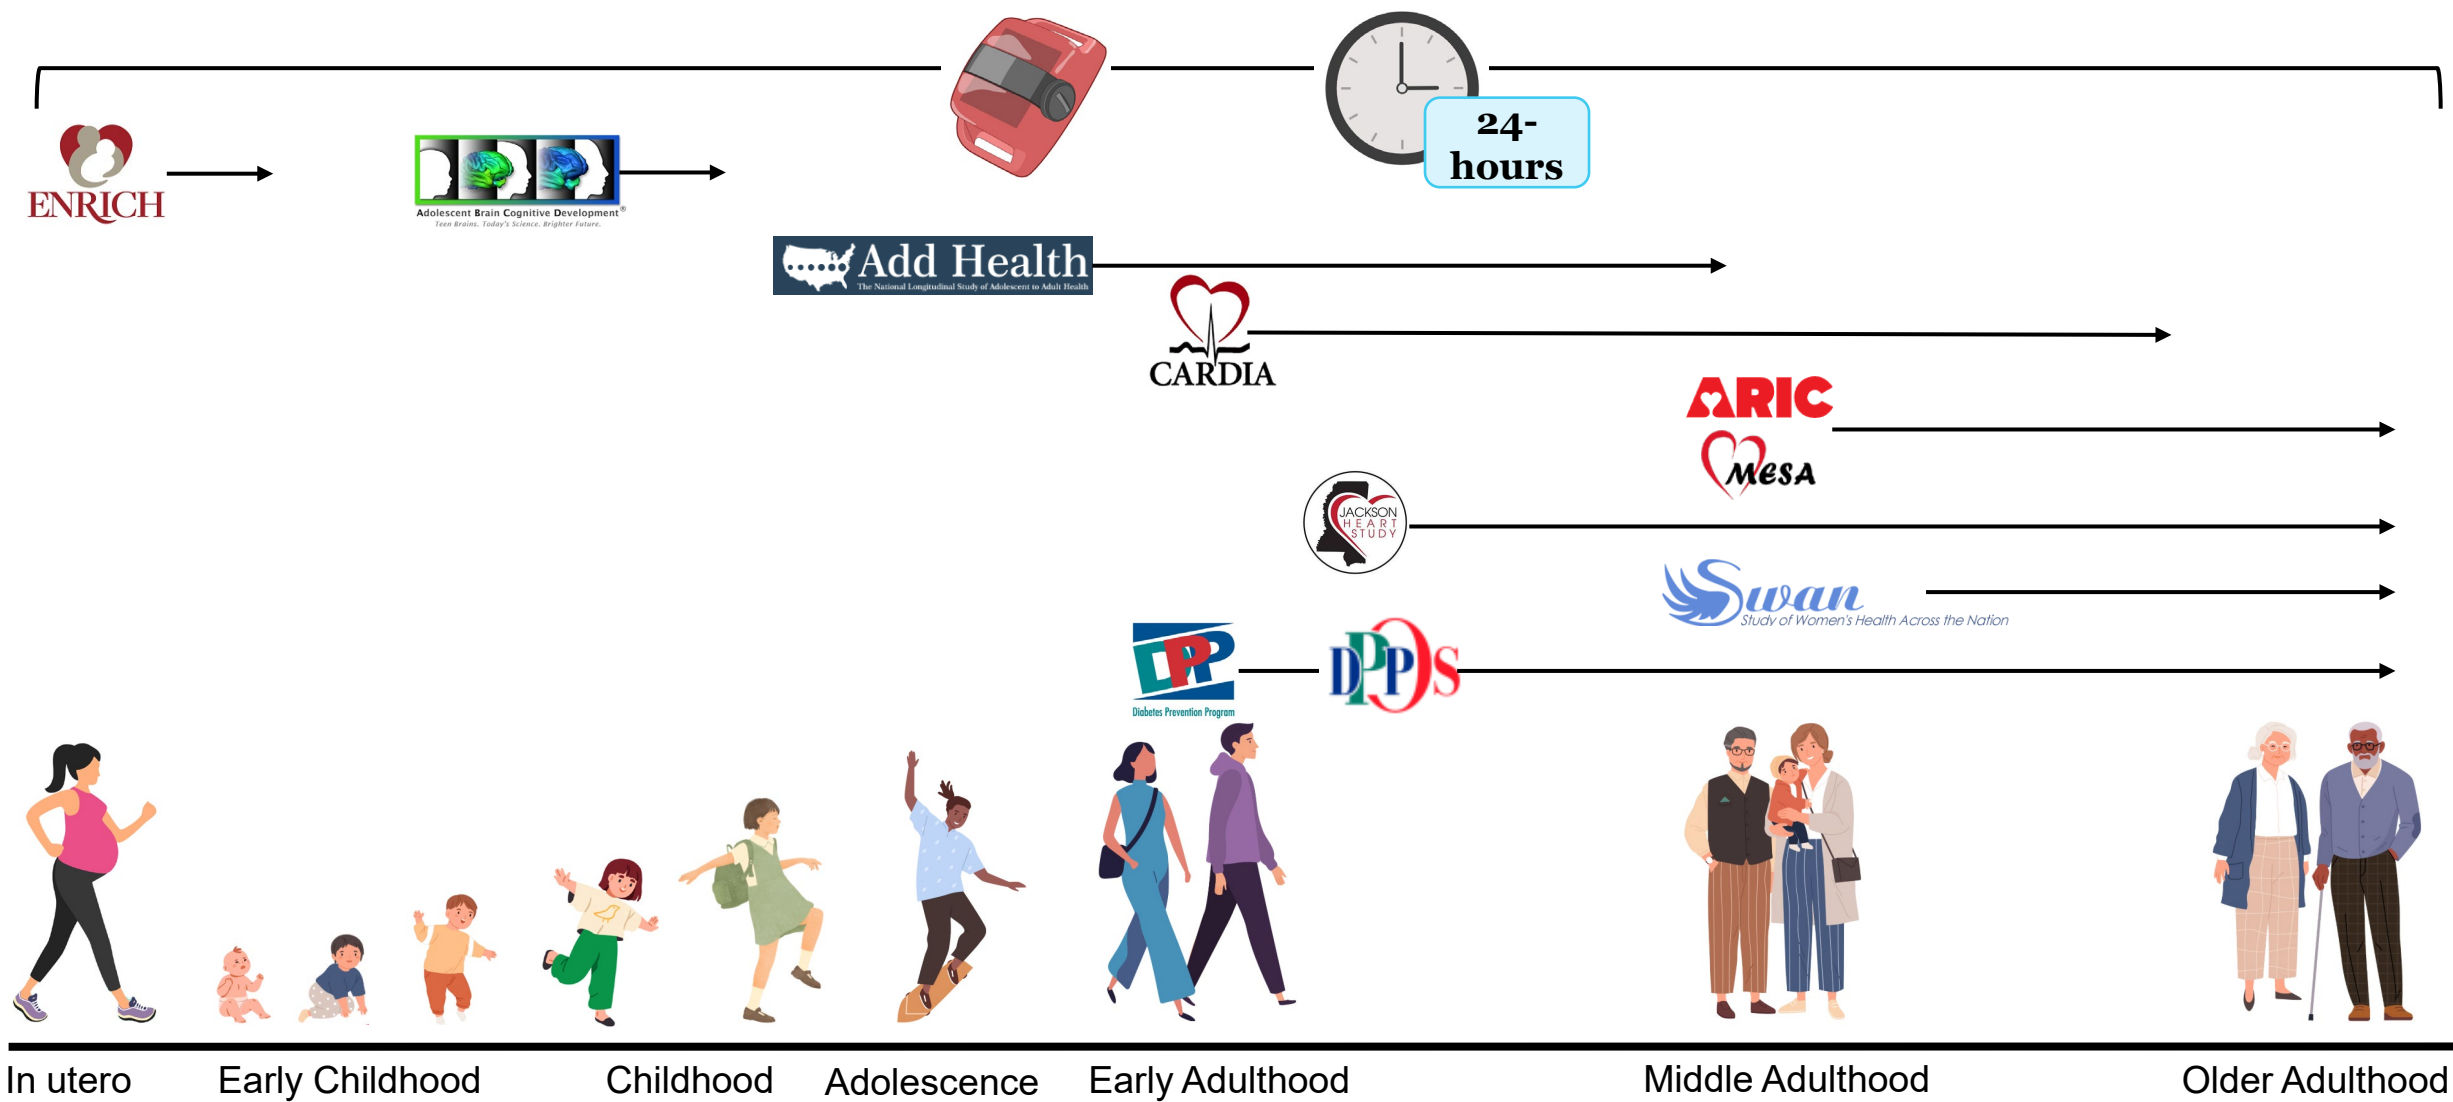 24-
hours
ENRICH
Adolescent Brain Cognitive Development®
Teen Brains. Today's Science. Brighter Future.
Add Health
The National Longitudinal Study of Adolescent to Adult Health
CARDIA
ARIC
MESA
JACKSON
HEART
STUDY
Swan
Study of Women's Health Across the Nation
DPP
Diabetes Prevention Program
DPPOS
In utero
Early Childhood
Childhood
Adolescence
Early Adulthood
Middle Adulthood
Older Adulthood